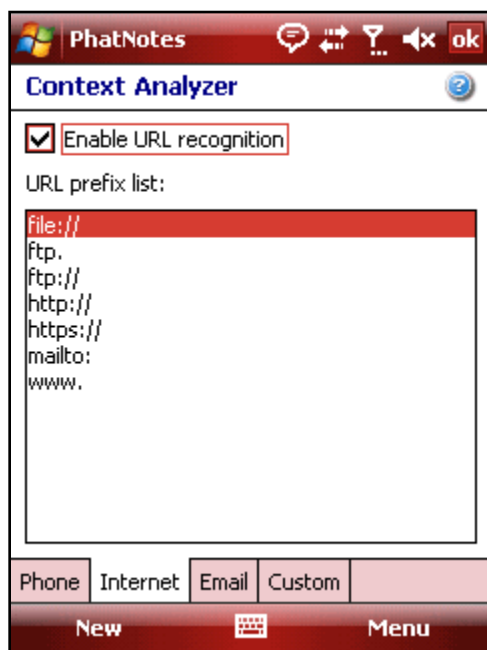 PhatNotes ok
Context Analyzer ?
Enable URL recognition
URL prefix list:
file://
ftp.
ftp://
http://
https://
mailto:
www.
Phone Internet Email Custom
New Menu